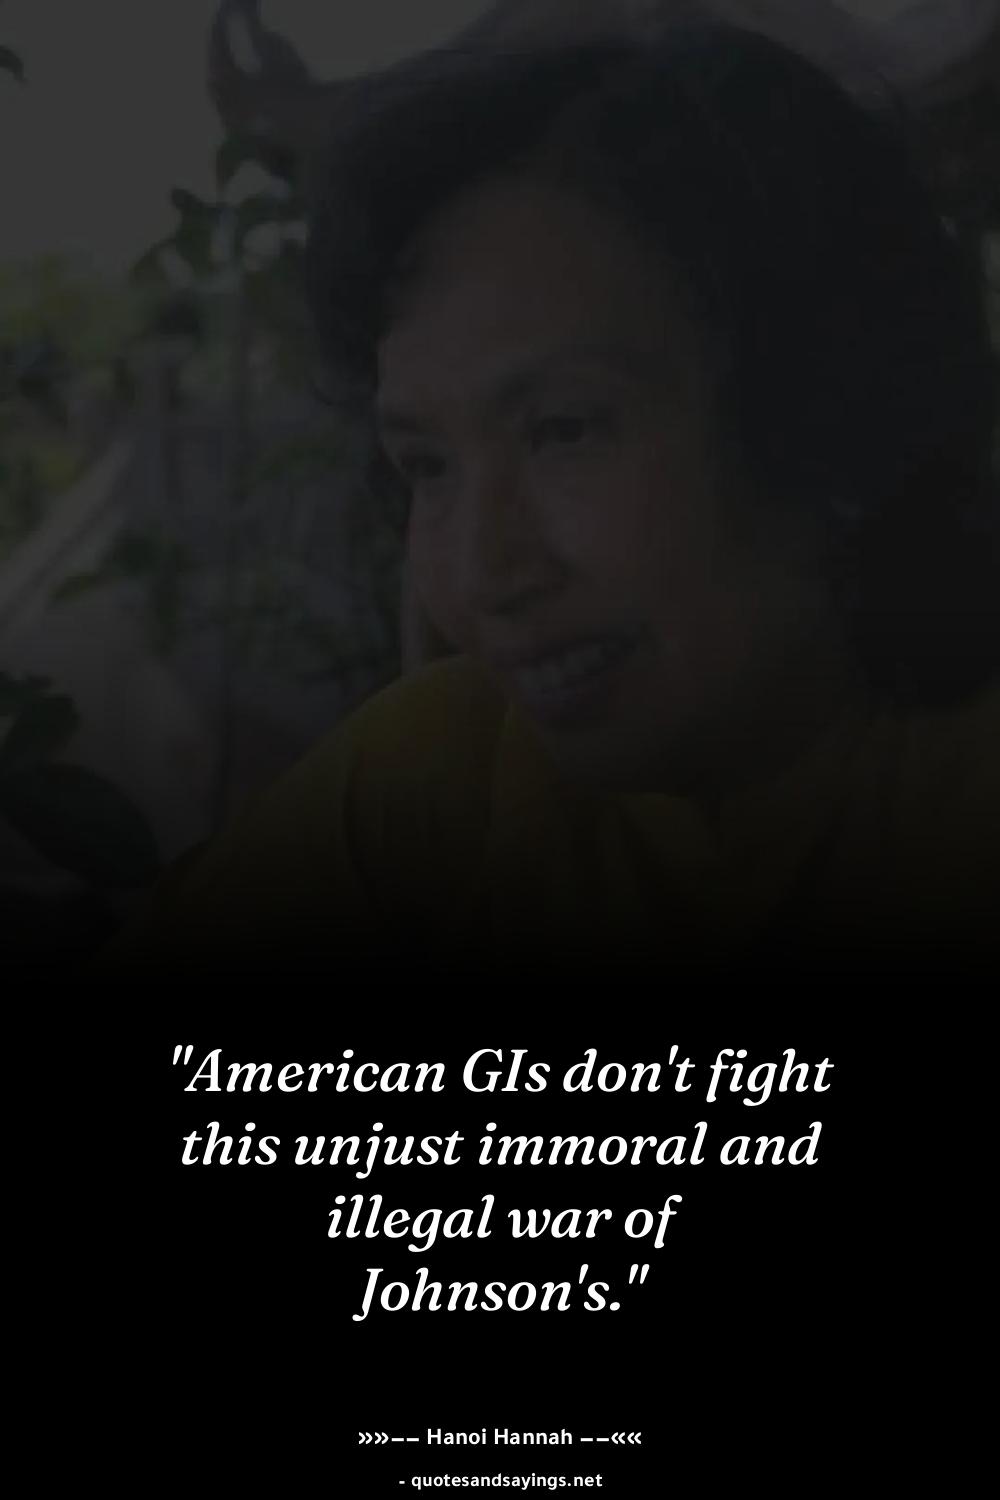 "American GIs don't fight
this unjust immoral and
illegal war of
Johnson's."
»»−− Hanoi Hannah −−««
- quotesandsayings.net